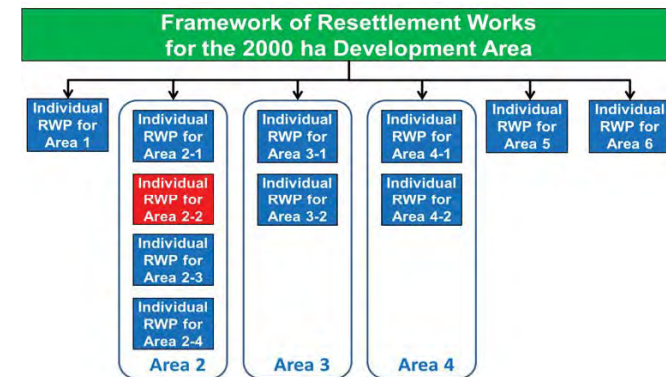 Framework of Resettlement Works
for the 2000 ha Development Area
Individual
RWP for
Area 1
Individual
RWP for
Area 2-1
Individual
RWP for
Area 2-2
Individual
RWP for
Area 2-3
Individual
RWP for
Area 2-4
Area 2
Individual
RWP for
Area 3-1
Individual
RWP for
Area 3-2
Area 3
Individual
RWP for
Area 4-1
Individual
RWP for
Area 4-2
Area 4
Individual
RWP for
Area 5
Individual
RWP for
Area 6